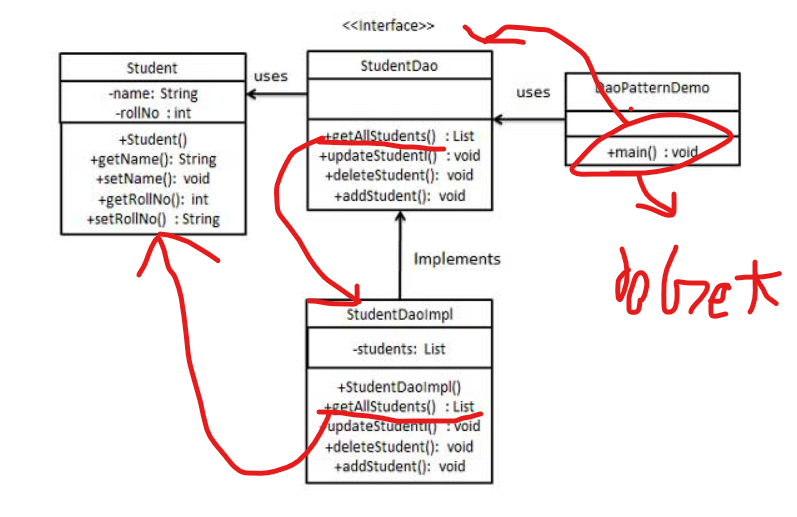 <<Interface>>
Student
-name: String
-rollNo : int
+Student()
+getName(): String
+setName(): void
+getRollNo(): int
+setRollNo() : String
uses
StudentDao
+getAllStudents() : List
+updateStudent() : void
+deleteStudent(): void
+addStudent(): void
uses
DaoPatternDemo
+main() : void
Implements
StudentDaoImpl
-students: List
+StudentDaoImpl()
+getAllStudents() : List
+updateStudent() : void
+deleteStudent(): void
+addStudent(): void